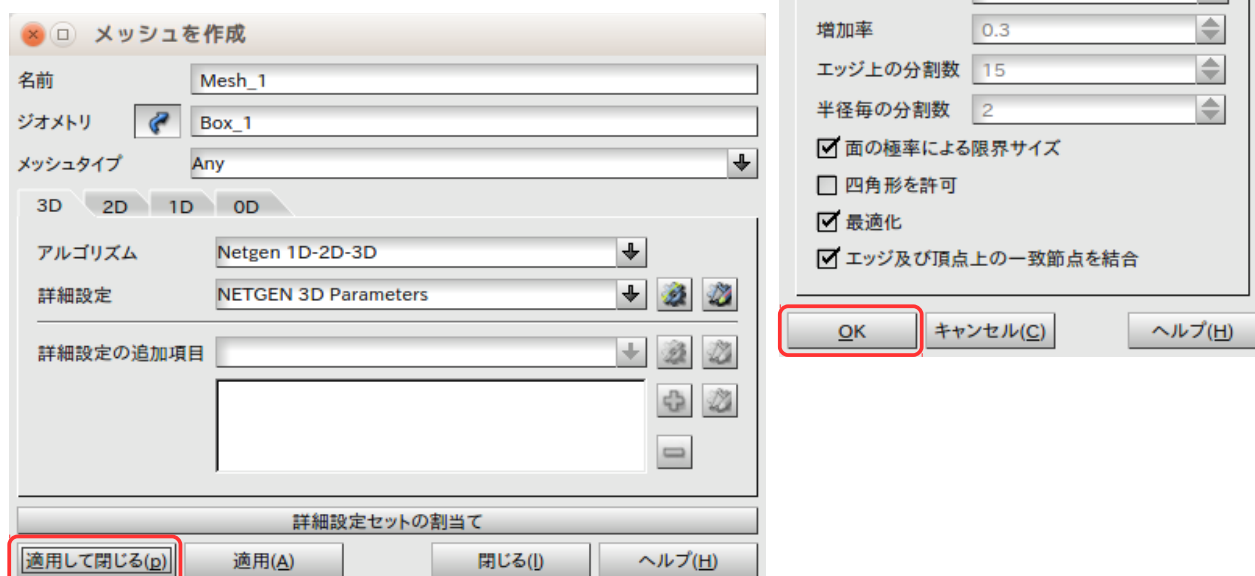 メッシュを作成
名前 Mesh_1
ジオメトリ Box_1
メッシュタイプ Any
3D 2D 1D 0D
アルゴリズム Netgen 1D-2D-3D
詳細設定 NETGEN 3D Parameters
詳細設定の追加項目
詳細設定セットの割当て
適用して閉じる(p) 適用(A) 閉じる(l) ヘルプ(H)
増加率 0.3
エッジ上の分割数 15
半径毎の分割数 2
面の極率による限界サイズ
四角形を許可
最適化
エッジ及び頂点上の一致節点を結合
OK キャンセル(C) ヘルプ(H)